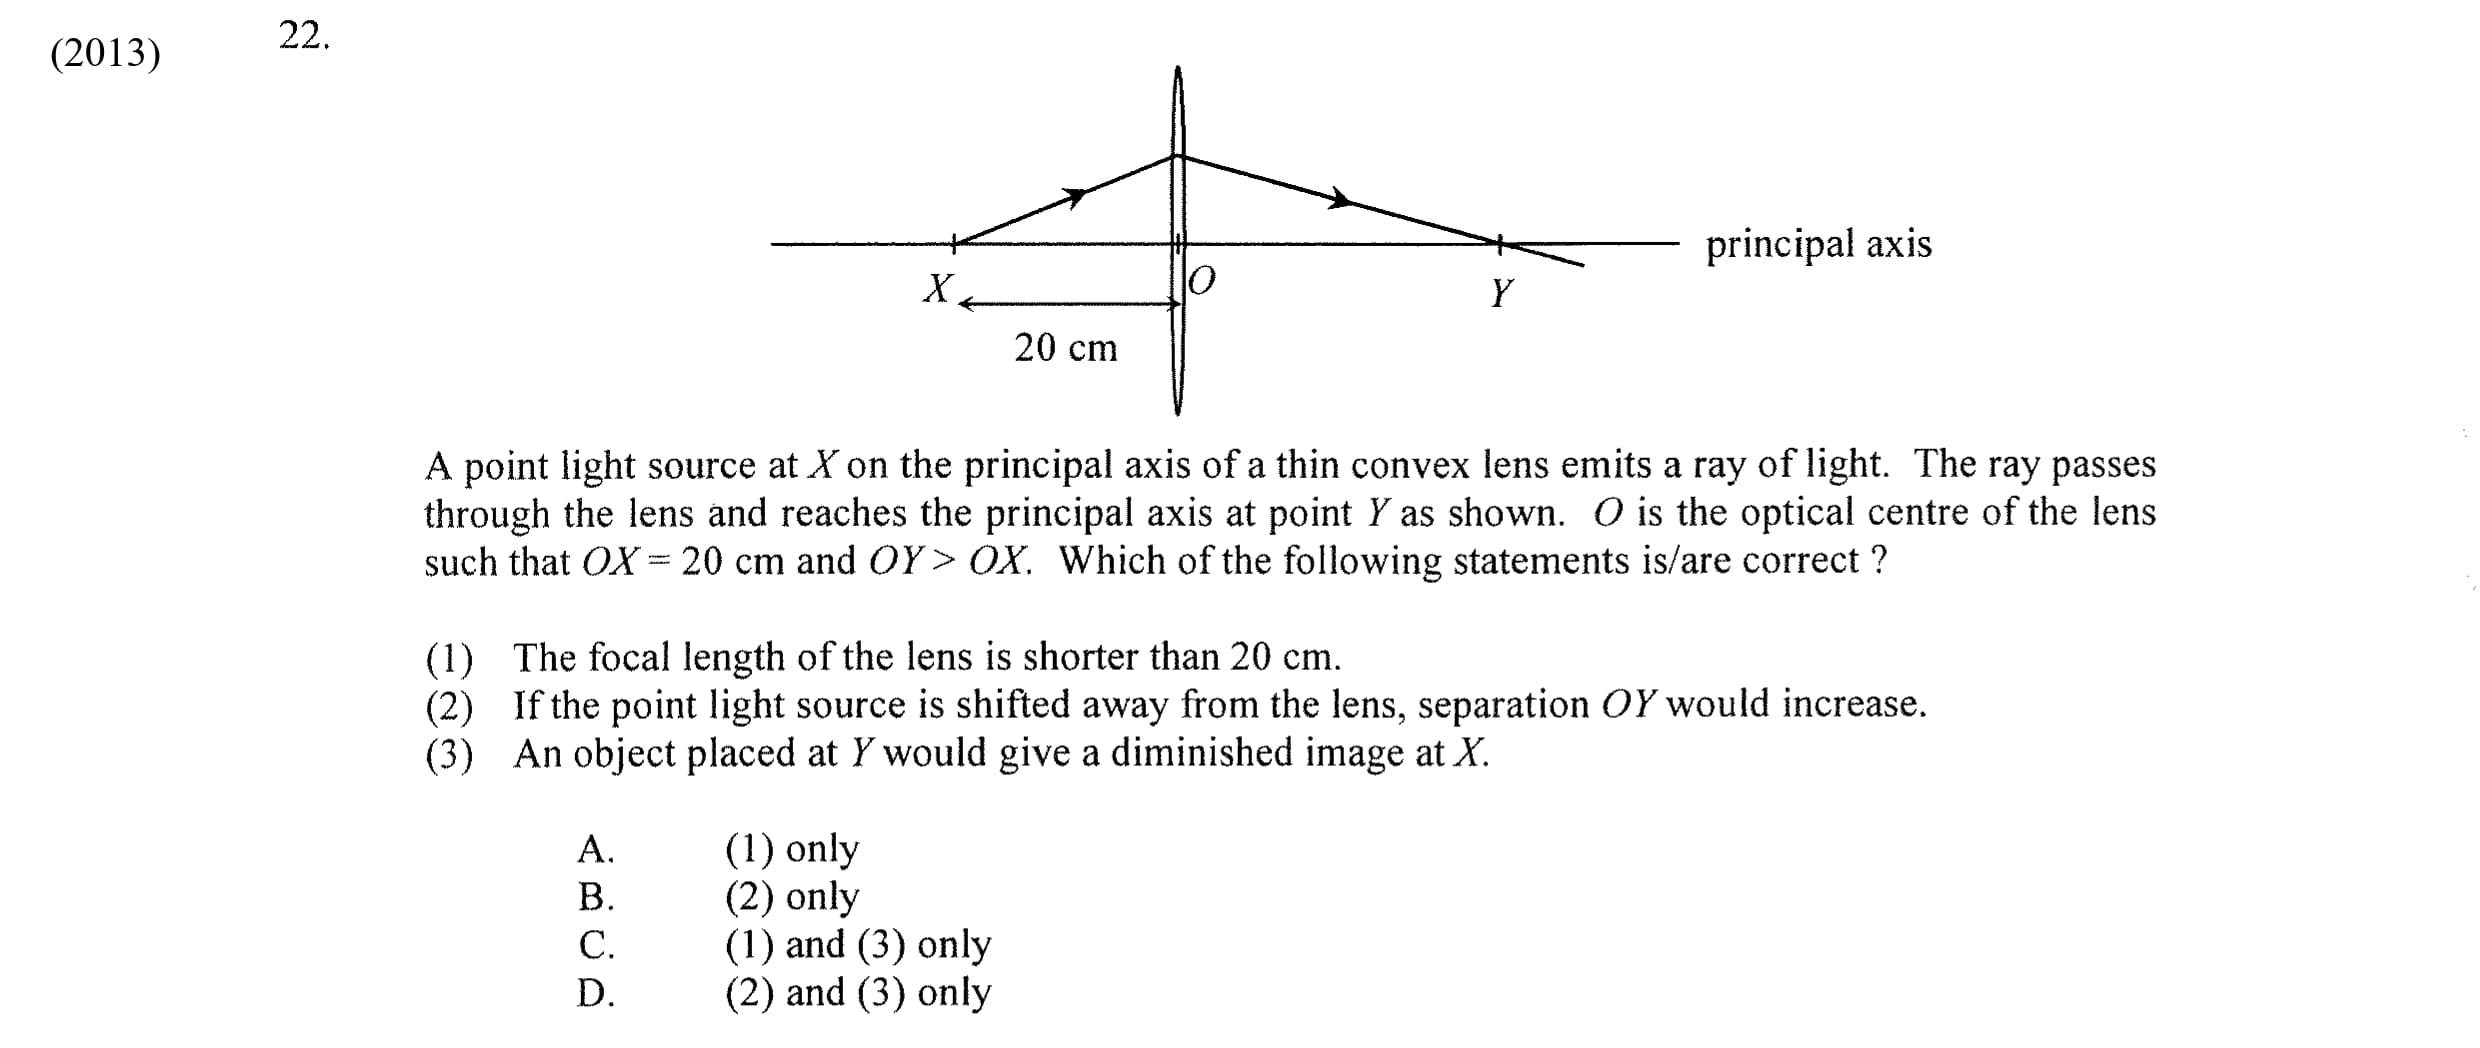 (2013) 22.
principal axis
X O Y
20 cm
A point light source at X on the principal axis of a thin convex lens emits a ray of light. The ray passes
through the lens and reaches the principal axis at point Y as shown. O is the optical centre of the lens
such that OX = 20 cm and OY > OX. Which of the following statements is/are correct ?
(1) The focal length of the lens is shorter than 20 cm.
(2) If the point light source is shifted away from the lens, separation OY would increase.
(3) An object placed at Y would give a diminished image at X.
A. (1) only
B. (2) only
C. (1) and (3) only
D. (2) and (3) only